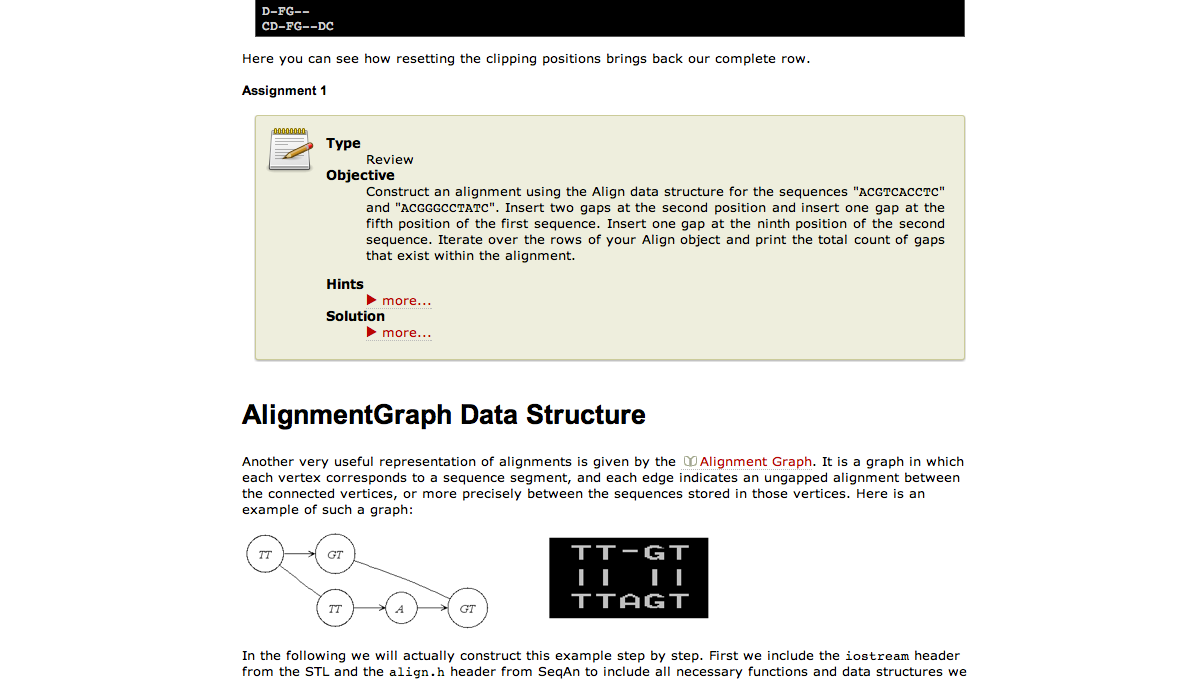 D-FG--
CD-FG--DC
Here you can see how resetting the clipping positions brings back our complete row.
Assignment 1
Type
Review
Objective
Construct an alignment using the Align data structure for the sequences "ACGTCACCTC"
and "ACGGGCCTATC". Insert two gaps at the second position and insert one gap at the
fifth position of the first sequence. Insert one gap at the ninth position of the second
sequence. Iterate over the rows of your Align object and print the total count of gaps
that exist within the alignment.
Hints
more...
Solution
more...
AlignmentGraph Data Structure
Another very useful representation of alignments is given by the Alignment Graph. It is a graph in which
each vertex corresponds to a sequence segment, and each edge indicates an ungapped alignment between
the connected vertices, or more precisely between the sequences stored in those vertices. Here is an
example of such a graph:
TT GT
TT A GT
TT-GT
|| ||
TTAGT
In the following we will actually construct this example step by step. First we include the iostream header
from the STL and the align.h header from SeqAn to include all necessary functions and data structures we